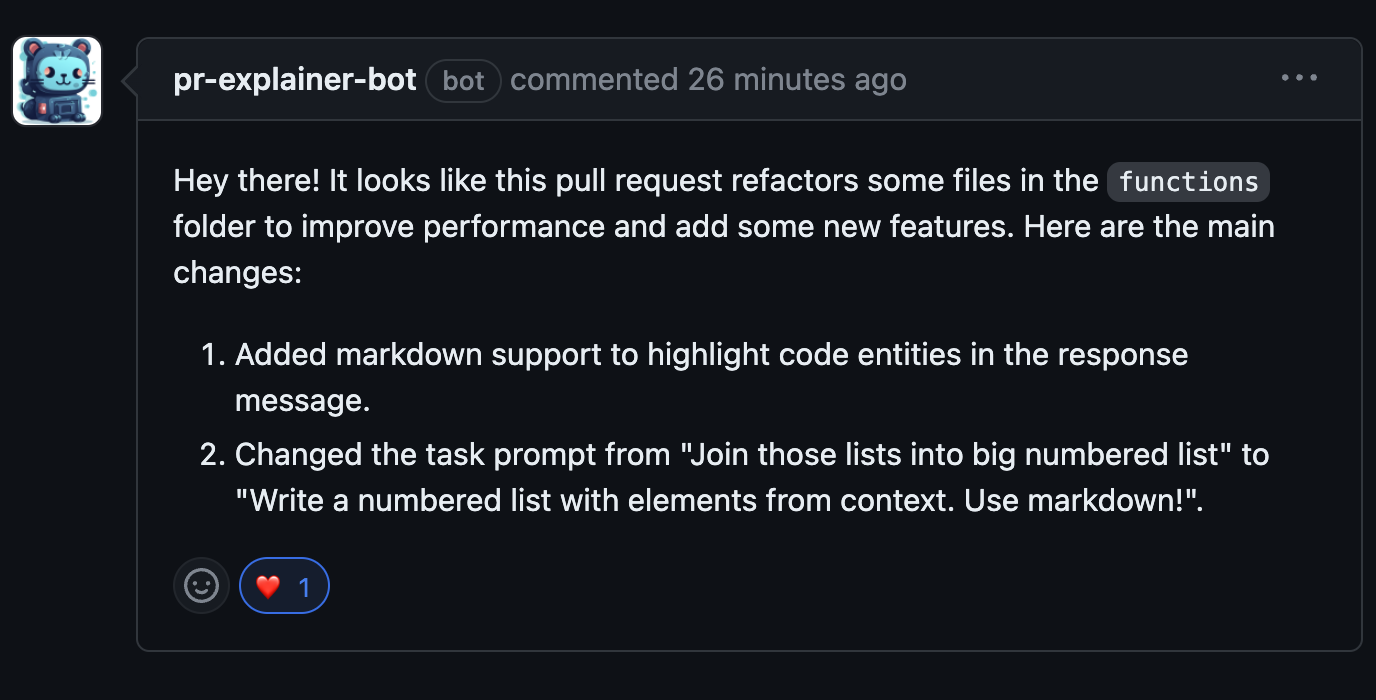 pr-explainer-bot bot commented 26 minutes ago
Hey there! It looks like this pull request refactors some files in the functions
folder to improve performance and add some new features. Here are the main
changes:
1. Added markdown support to highlight code entities in the response
message.
2. Changed the task prompt from "Join those lists into big numbered list" to
"Write a numbered list with elements from context. Use markdown!".
1